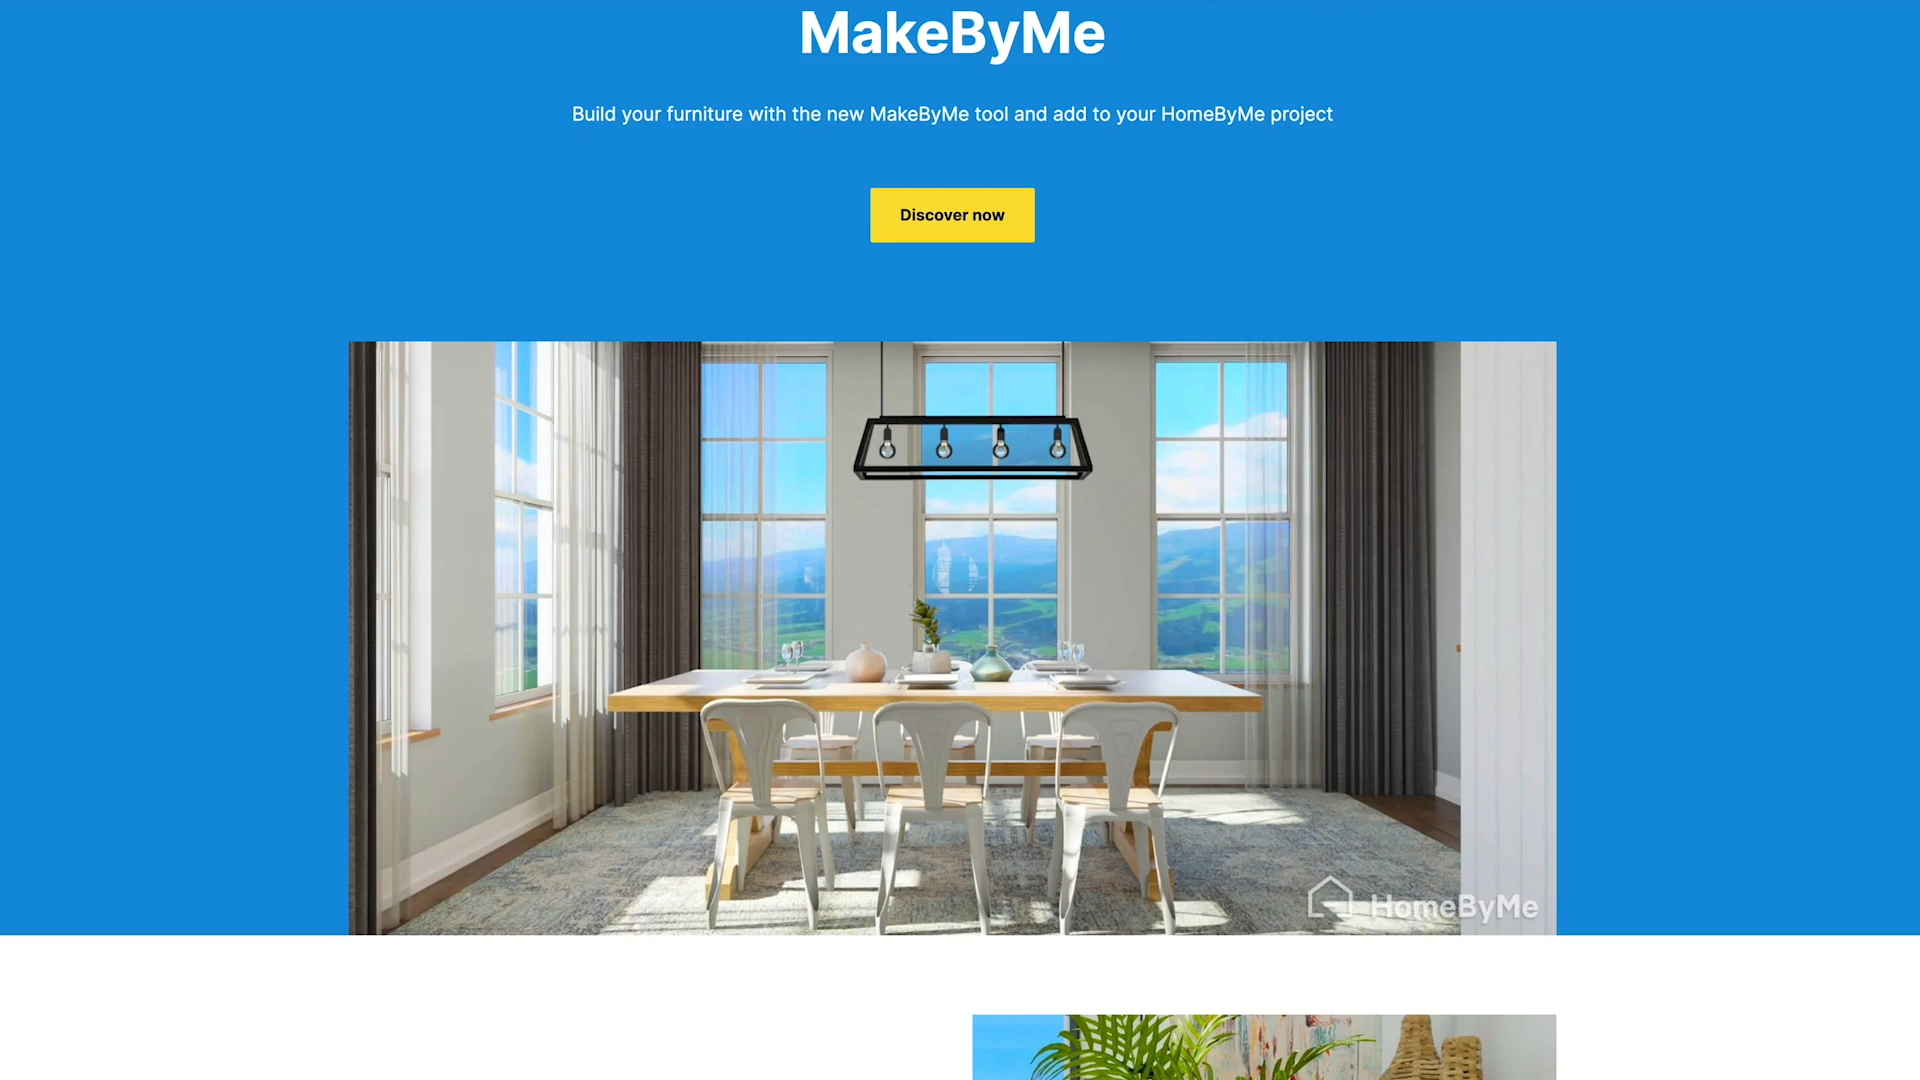 MakeByMe
Build your furniture with the new MakeByMe tool and add to your HomeByMe project
Discover now
HomeByMe